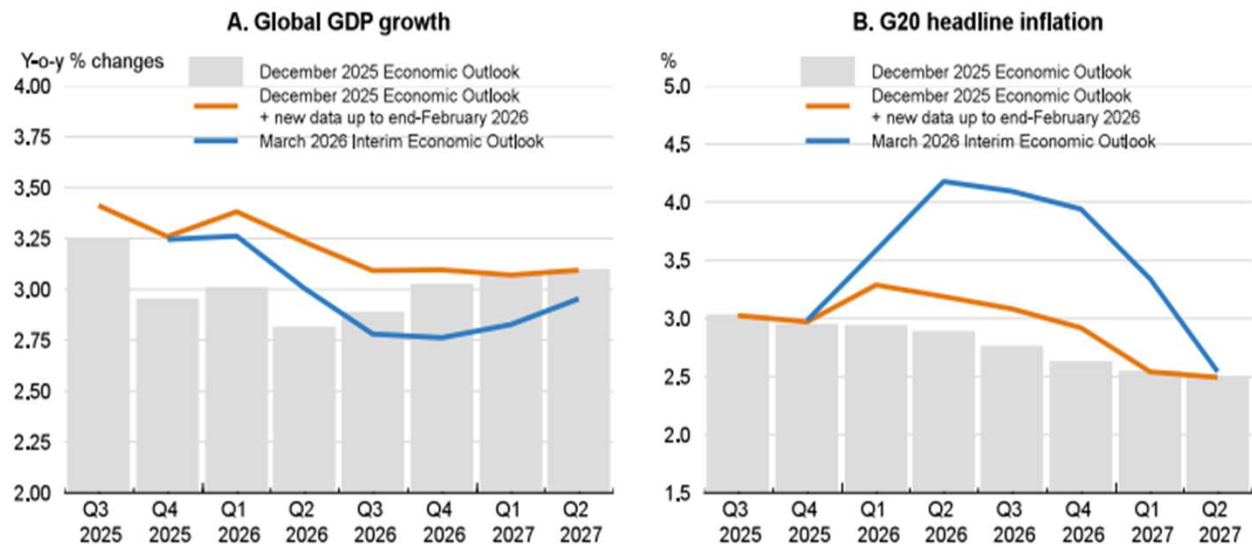 A. Global GDP growth
Y-o-y % changes
December 2025 Economic Outlook
December 2025 Economic Outlook
+ new data up to end-February 2026
March 2026 Interim Economic Outlook
4.00
3.75
3.50
3.25
3.00
2.75
2.50
2.25
2.00
Q3 Q4 Q1 Q2 Q3 Q4 Q1 Q2
2025 2025 2026 2026 2026 2026 2027 2027
B. G20 headline inflation
%
December 2025 Economic Outlook
December 2025 Economic Outlook
+ new data up to end-February 2026
March 2026 Interim Economic Outlook
5.0
4.5
4.0
3.5
3.0
2.5
2.0
1.5
Q3 Q4 Q1 Q2 Q3 Q4 Q1 Q2
2025 2025 2026 2026 2026 2026 2027 2027